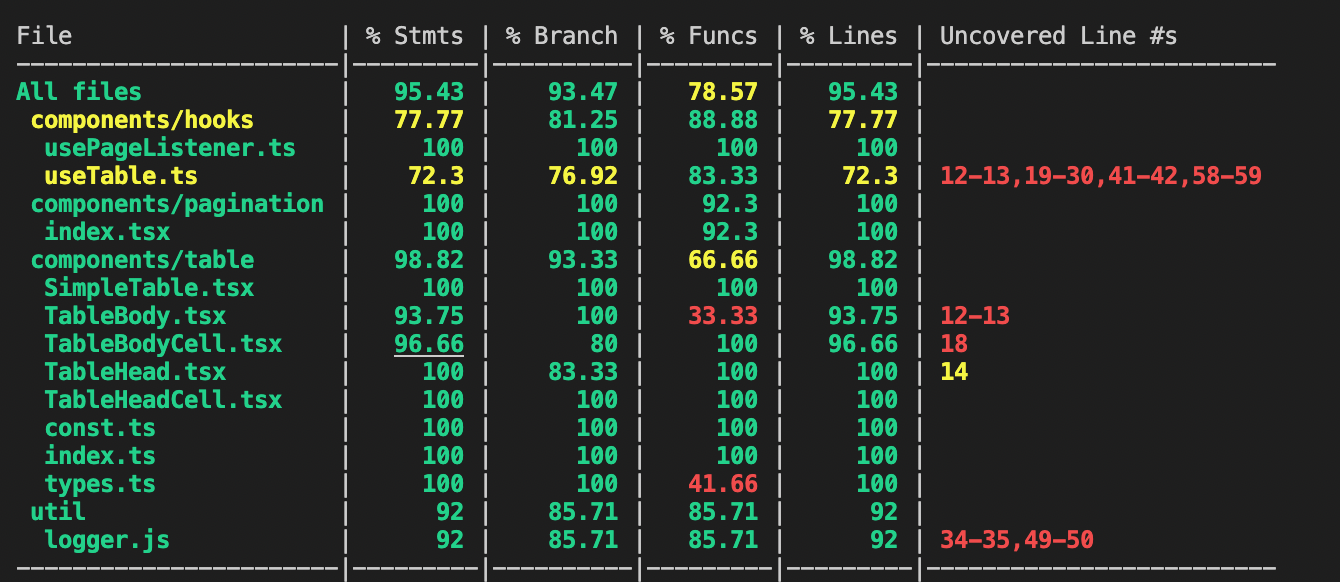 File | % Stmts | % Branch | % Funcs | % Lines | Uncovered Line #s
-----------------------|---------|----------|---------|---------|-------------------------
All files | 95.43 | 93.47 | 78.57 | 95.43 |
components/hooks | 77.77 | 81.25 | 88.88 | 77.77 |
usePageListener.ts | 100 | 100 | 100 | 100 |
useTable.ts | 72.3 | 76.92 | 83.33 | 72.3 | 12-13,19-30,41-42,58-59
components/pagination | 100 | 100 | 92.3 | 100 |
index.tsx | 100 | 100 | 92.3 | 100 |
components/table | 98.82 | 93.33 | 66.66 | 98.82 |
SimpleTable.tsx | 100 | 100 | 100 | 100 |
TableBody.tsx | 93.75 | 100 | 33.33 | 93.75 | 12-13
TableBodyCell.tsx | 96.66 | 80 | 100 | 96.66 | 18
TableHead.tsx | 100 | 83.33 | 100 | 100 | 14
TableHeadCell.tsx | 100 | 100 | 100 | 100 |
const.ts | 100 | 100 | 100 | 100 |
index.ts | 100 | 100 | 100 | 100 |
types.ts | 100 | 100 | 41.66 | 100 |
util | 92 | 85.71 | 85.71 | 92 |
logger.js | 92 | 85.71 | 85.71 | 92 | 34-35,49-50
-----------------------|---------|----------|---------|---------|-------------------------